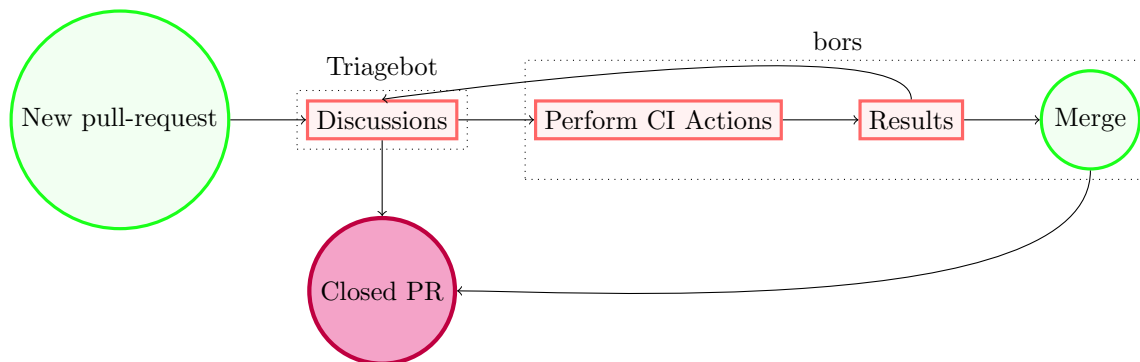 bors
Triagebot
New pull-request
Discussions
Perform CI Actions
Results
Merge
Closed PR